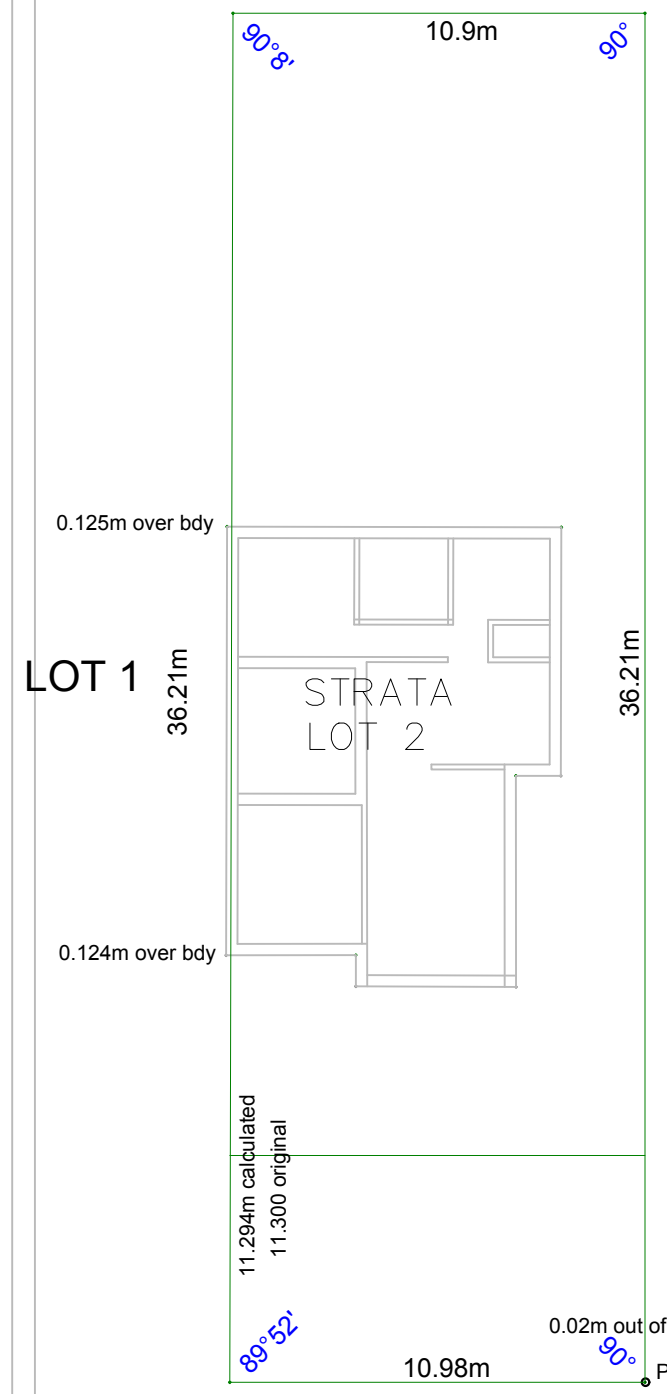 10.9m
90°8'
90°
0.125m over bdy
LOT 1
36.21m
STRATA
LOT 2
36.21m
0.124m over bdy
11.294m calculated
11.300 original
89°52'
10.98m
0.02m out of
90°
P